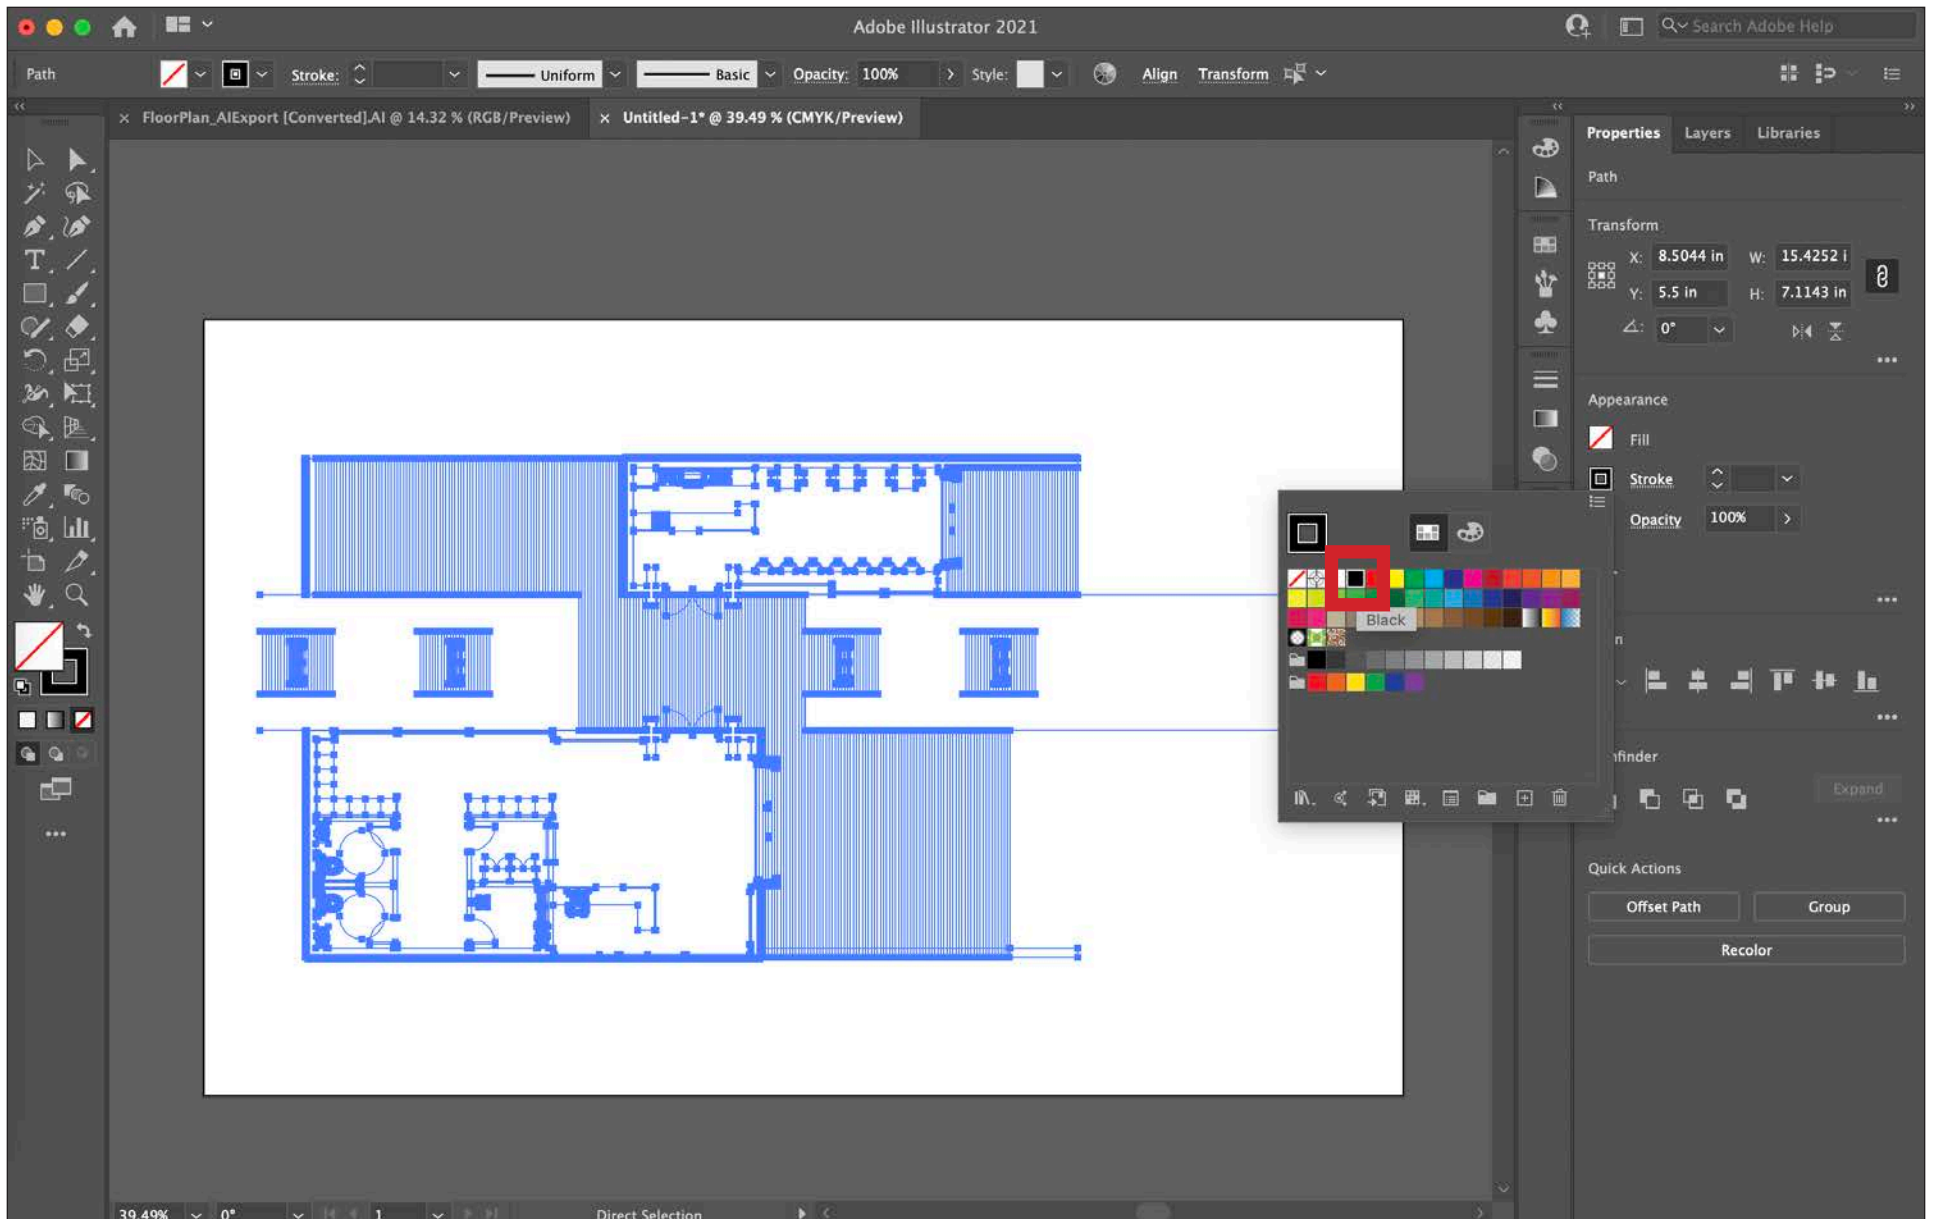 Adobe Illustrator 2021
Search Adobe Help
Path
Stroke:
Uniform
Basic
Opacity: 100%
Style:
Align
Transform
× FloorPlan_AIExport [Converted].AI @ 14.32 % (RGB/Preview)
× Untitled-1* @ 39.49 % (CMYK/Preview)
Properties
Layers
Libraries
Path
Transform
X: 8.5044 in
W: 15.4252 i
Y: 5.5 in
H: 7.1143 in
0°
Appearance
Fill
Stroke
Opacity 100%
Black
n
hfinder
Expand
Quick Actions
Offset Path
Group
Recolor
39.49%
0°
1
Direct Selection